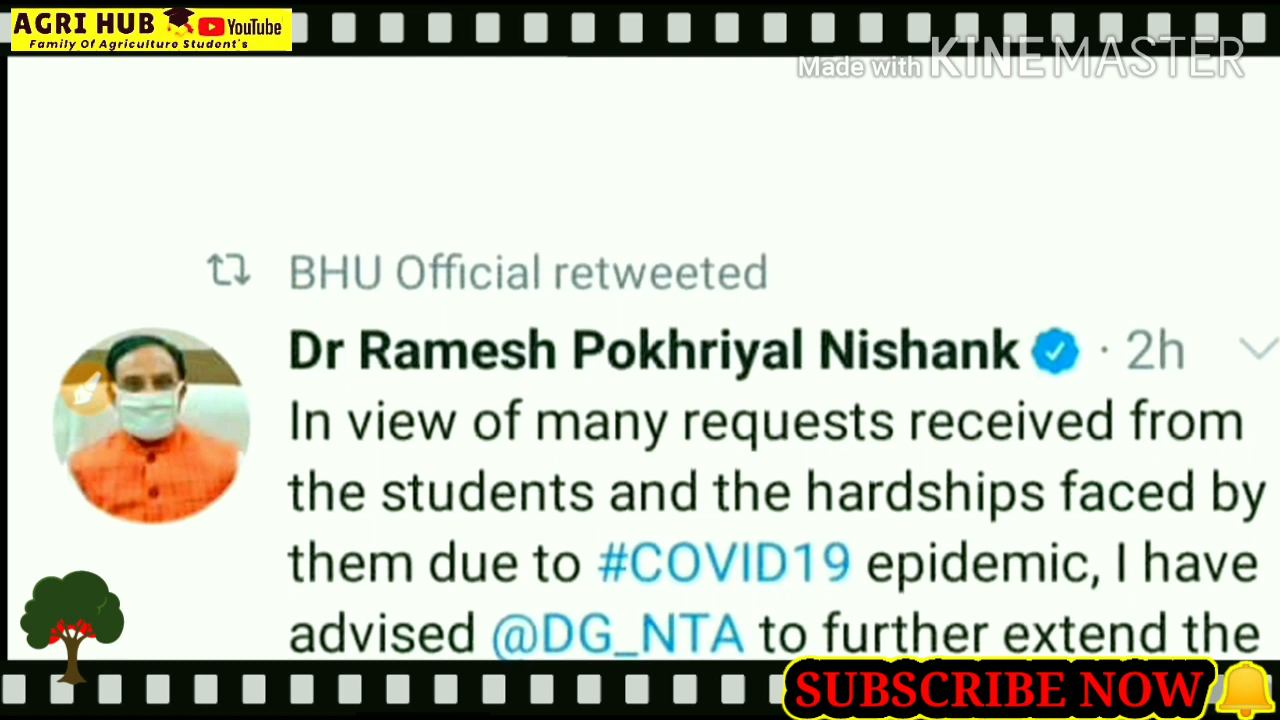 AGRI HUB YouTube
Family Of Agriculture Student's
Made with KINEMASTER
BHU Official retweeted
Dr Ramesh Pokhriyal Nishank · 2h
In view of many requests received from
the students and the hardships faced by
them due to #COVID19 epidemic, I have
advised @DG_NTA to further extend the
SUBSCRIBE NOW